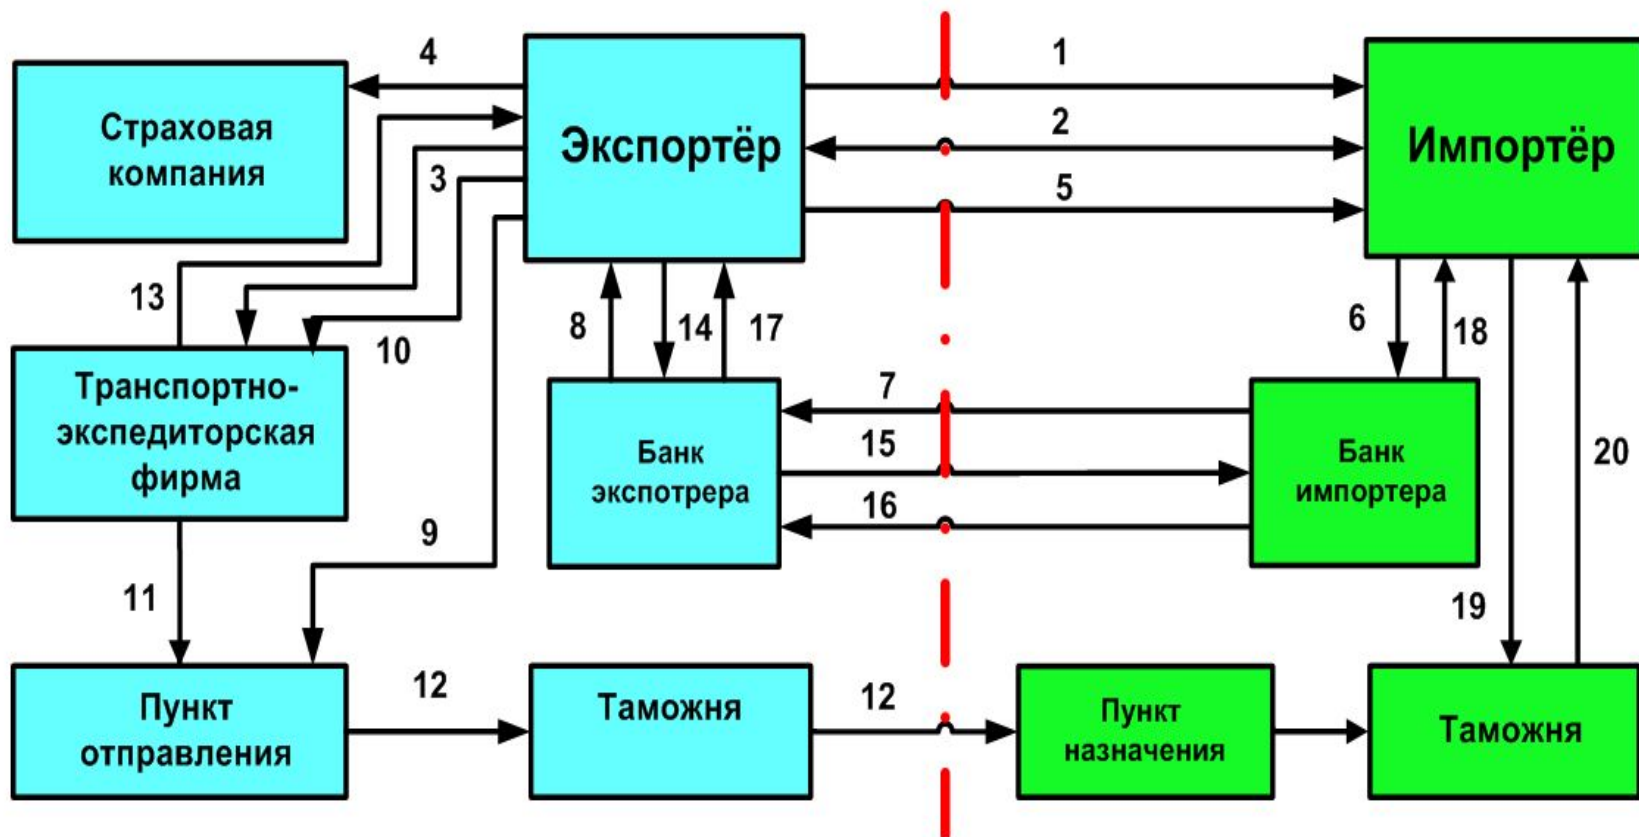 4
1
Страховая
компания
Экспортёр
2
Импортёр
3
5
13
10
8
14
17
6
18
Транспортно-
экспедиторская
фирма
7
15
16
Банк
экспотрера
Банк
импортера
20
9
11
19
Пункт
отправления
12
Таможня
12
Пункт
назначения
Таможня